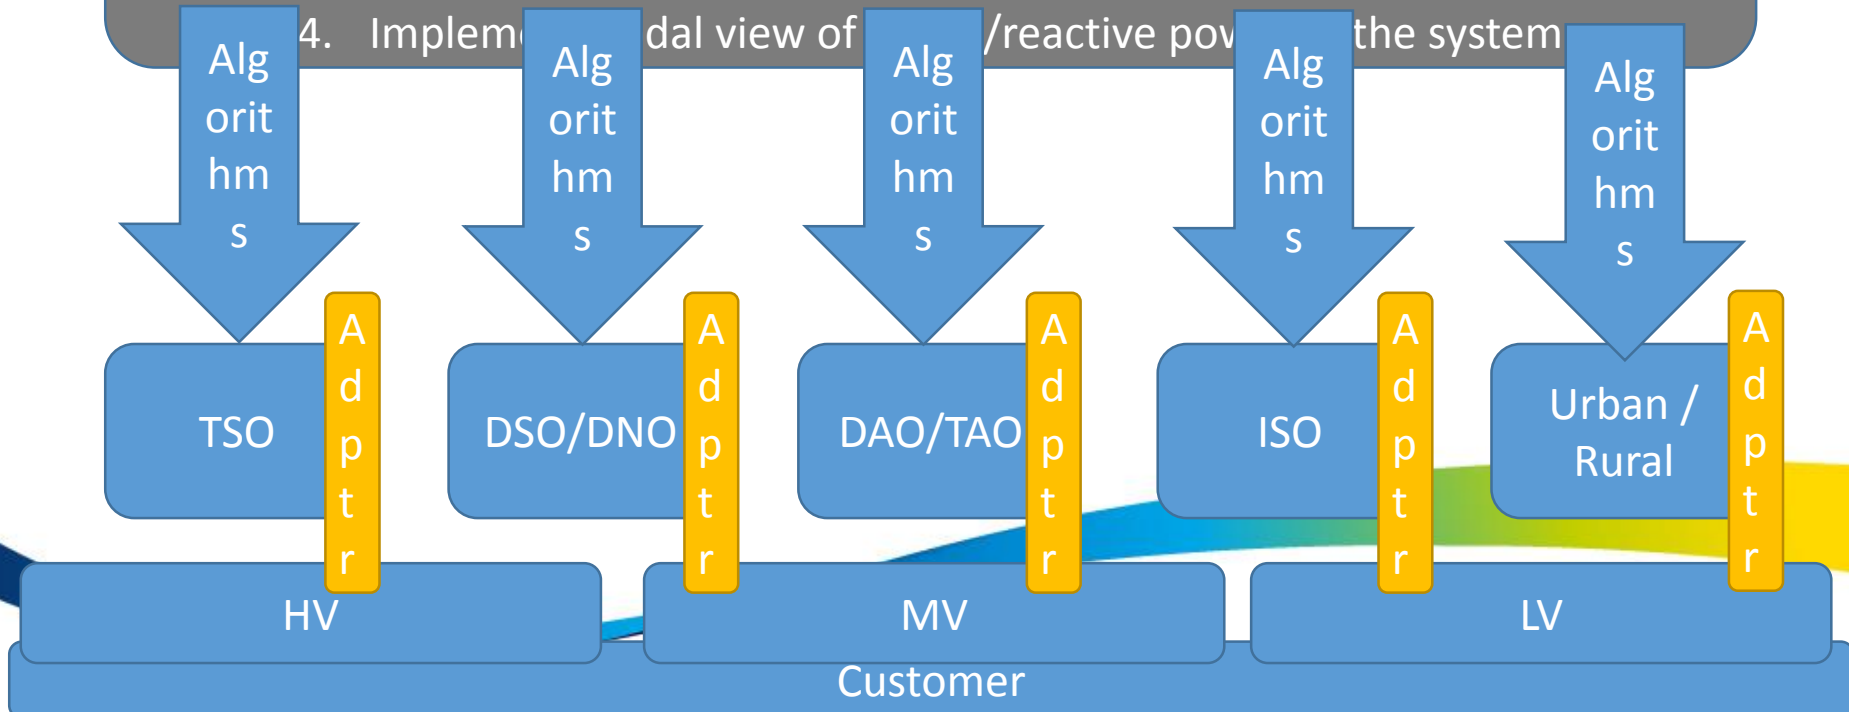 4. Implem dal view of /reactive pov the system
Alg
orit
hm
s
Alg
orit
hm
s
Alg
orit
hm
s
Alg
orit
hm
s
Alg
orit
hm
s
TSO
A
d
p
t
r
DSO/DNO
A
d
p
t
r
DAO/TAO
A
d
p
t
r
ISO
A
d
p
t
r
Urban /
Rural
A
d
p
t
r
HV
MV
LV
Customer